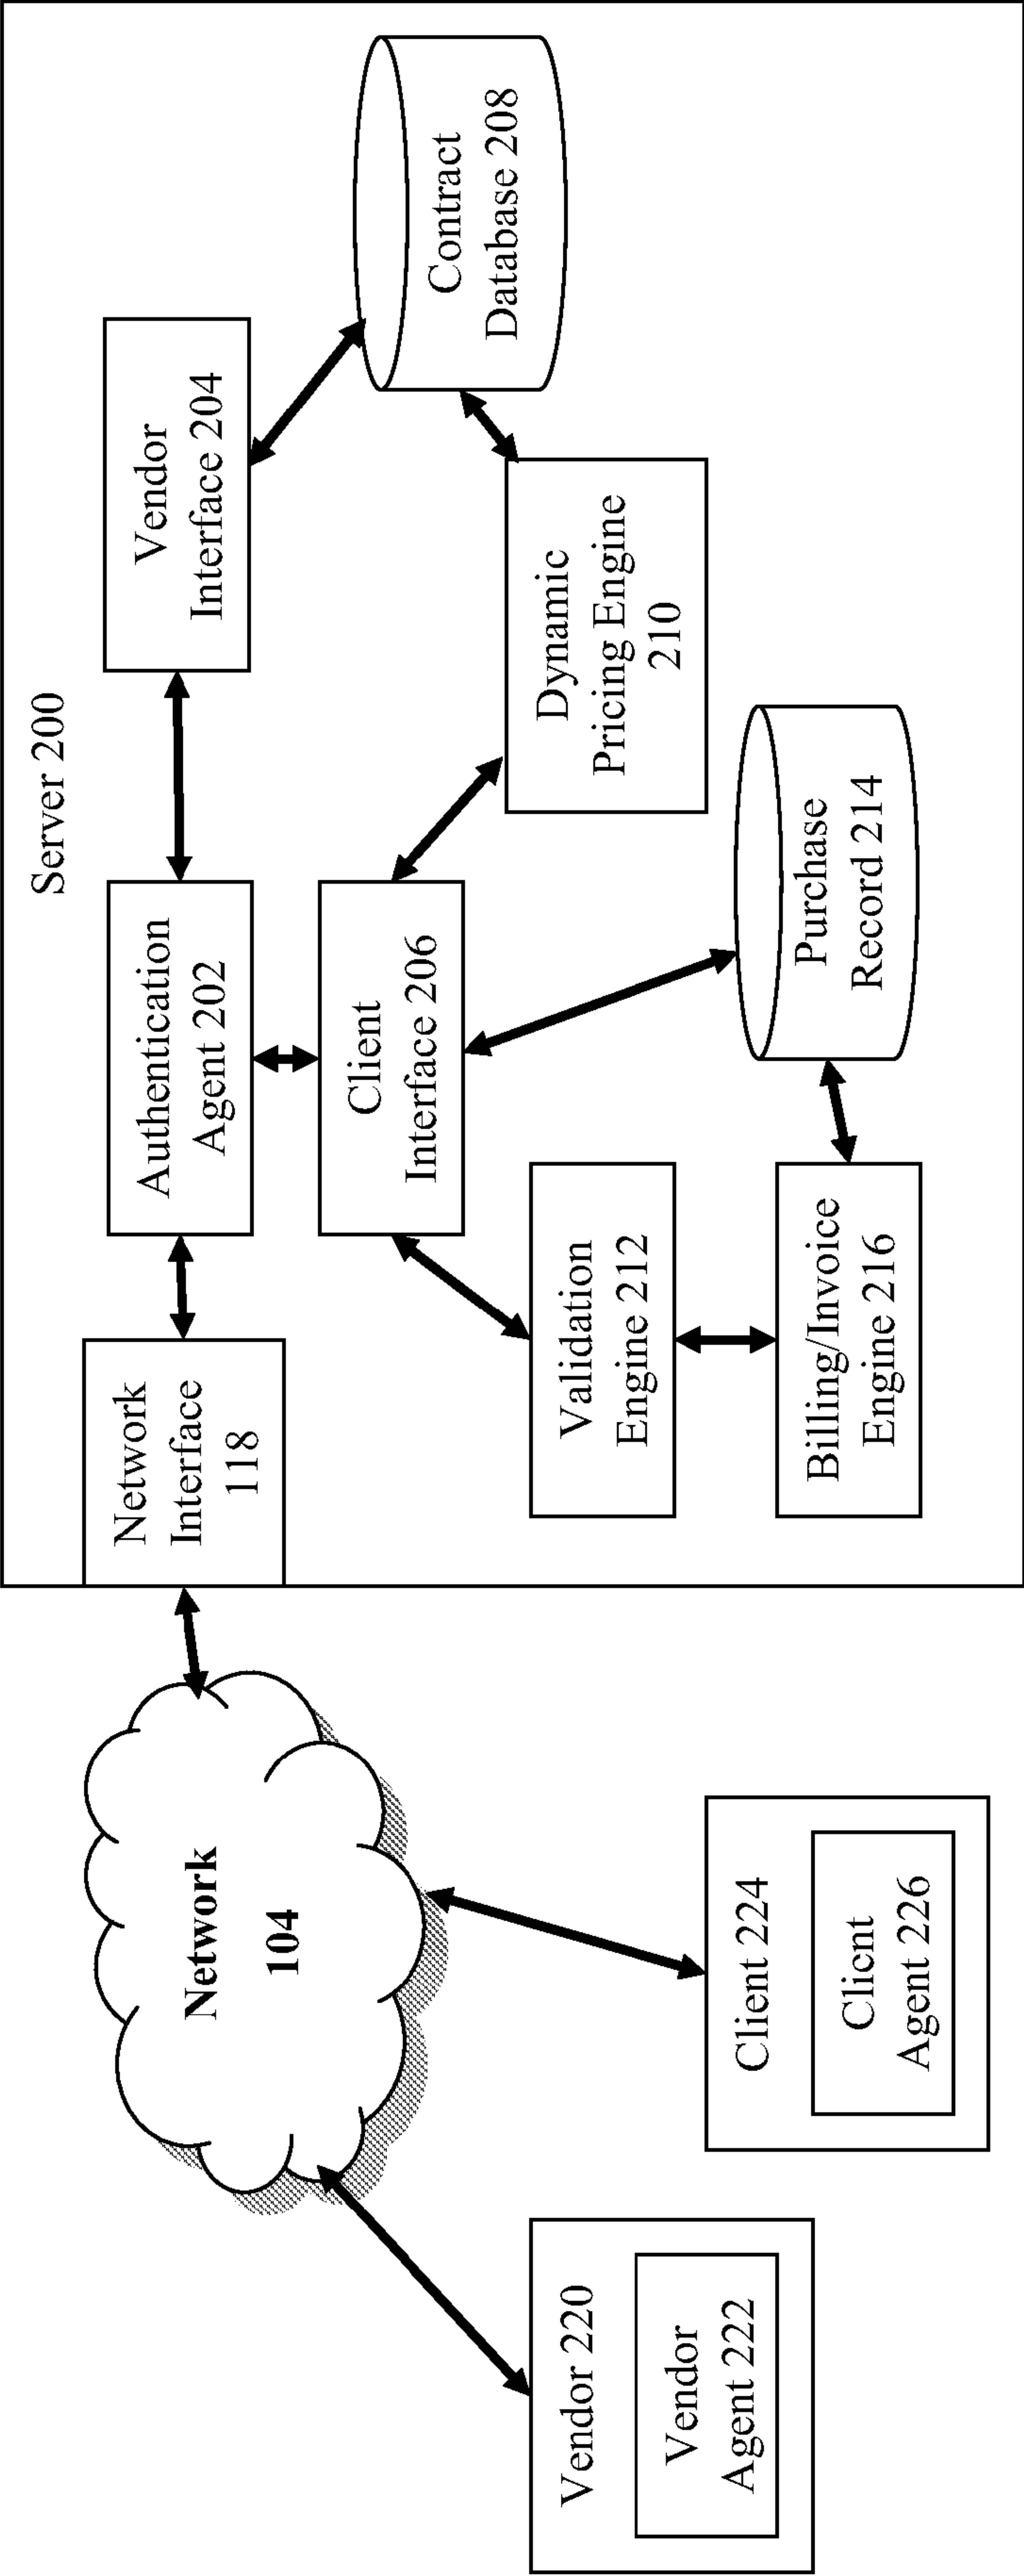 Server 200
Network
Interface
118
Authentication
Agent 202
Vendor
Interface 204
Client
Interface 206
Contract
Database 208
Dynamic
Pricing Engine
210
Validation
Engine 212
Purchase
Record 214
Billing/Invoice
Engine 216
Network
104
Vendor 220
Vendor
Agent 222
Client 224
Client
Agent 226